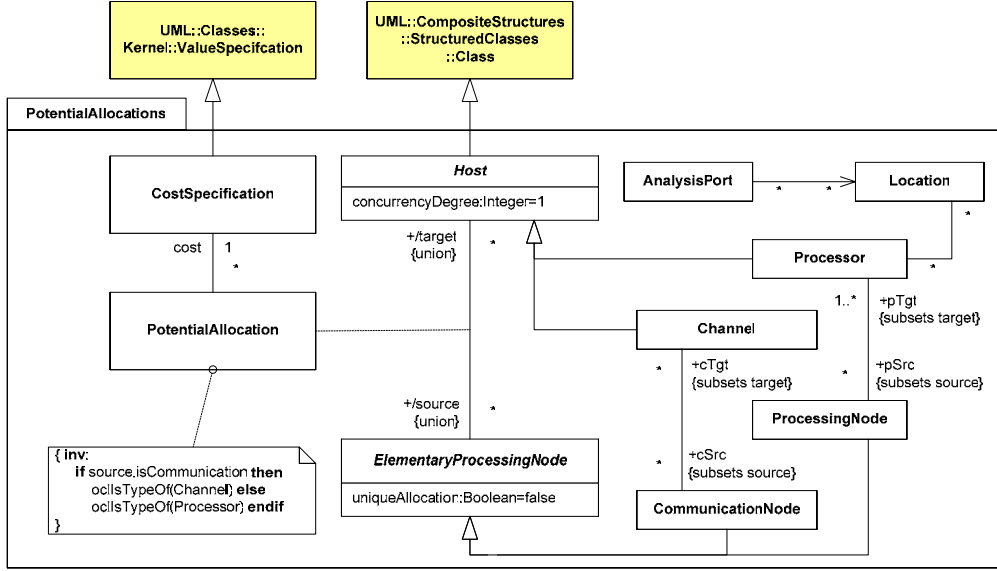 UML::Classes::
Kernel::ValueSpecifcation
UML::CompositeStructures
::StructuredClasses
::Class
PotentialAllocations
CostSpecification
Host
concurrencyDegree:Integer=1
AnalysisPort
*
*
Location
*
cost
1
*
+/target
{union}
*
Processor
*
PotentialAllocation
1..*
+pTgt
{subsets target}
Channel
*
+cTgt
{subsets target}
*
+pSrc
{subsets source}
+/source
{union}
*
ProcessingNode
{ inv:
if source.isCommunication then
oclIsTypeOf(Channel) else
oclIsTypeOf(Processor) endif
}
ElementaryProcessingNode
uniqueAllocation:Boolean=false
*
+cSrc
{subsets source}
CommunicationNode